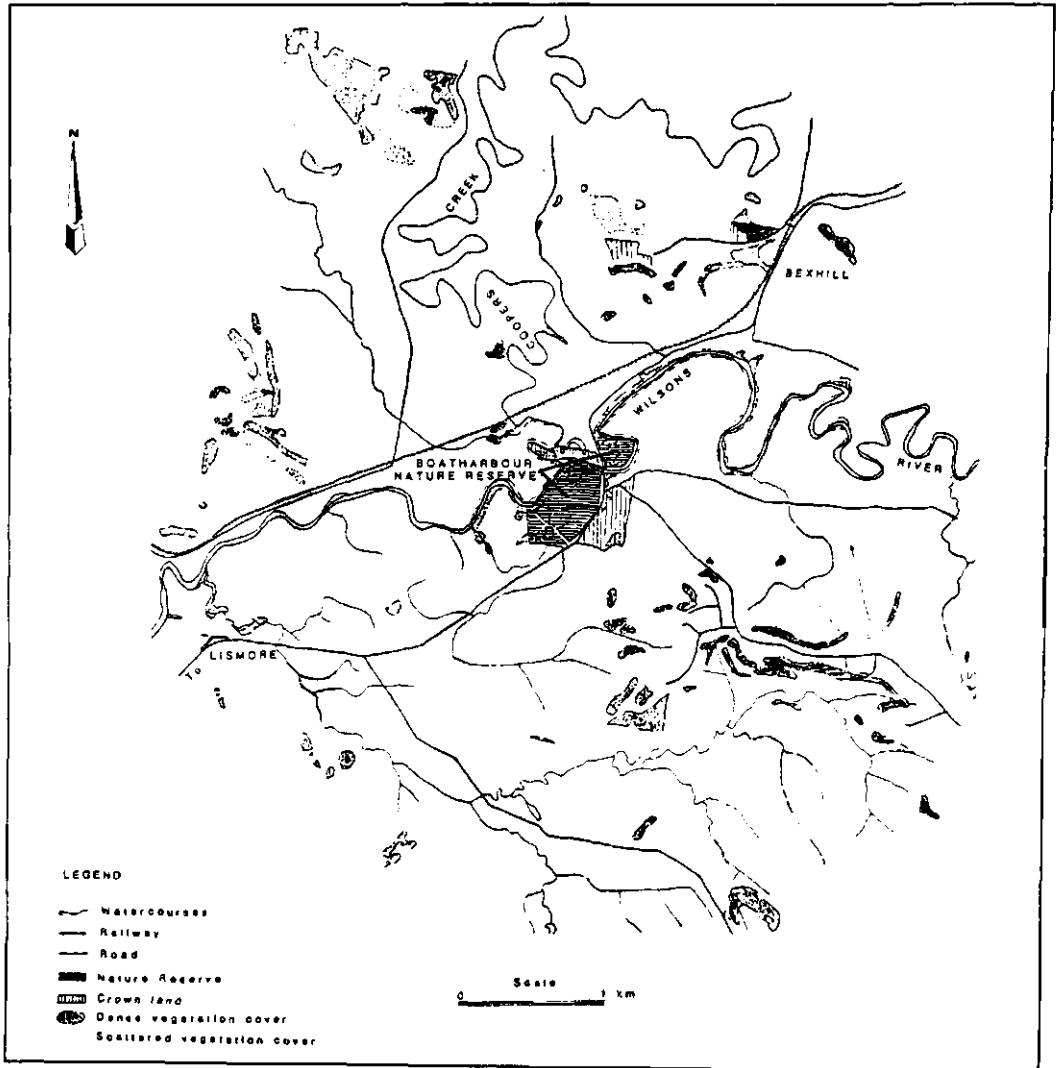 N
CREEK
COOPERS
BEXHILL
WILSONS
RIVER
BOATHARBOUR
NATURE RESERVE
To LISMORE
LEGEND
Watercourses
Railway
Road
Nature Reserve
Crown land
Dense vegetation cover
Scattered vegetation cover
Scale
0 1 km